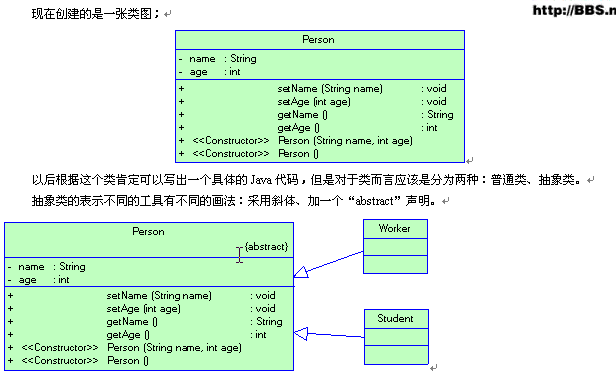 现在创建的是一张类图；
http://BBS.n
Person
- name : String
- age : int
+ setName (String name) : void
+ setAge (int age) : void
+ getName () : String
+ getAge () : int
+ <<Constructor>> Person (String name, int age)
+ <<Constructor>> Person ()
以后根据这个类肯定可以写出一个具体的Java代码，但是对于类而言应该是分为两种：普通类、抽象类。
抽象类的表示不同的工具有不同的画法：采用斜体、加一个“abstract”声明。
Person
{abstract}
- name : String
- age : int
+ setName (String name) : void
+ setAge (int age) : void
+ getName () : String
+ getAge () : int
+ <<Constructor>> Person (String name, int age)
+ <<Constructor>> Person ()
Worker
Student